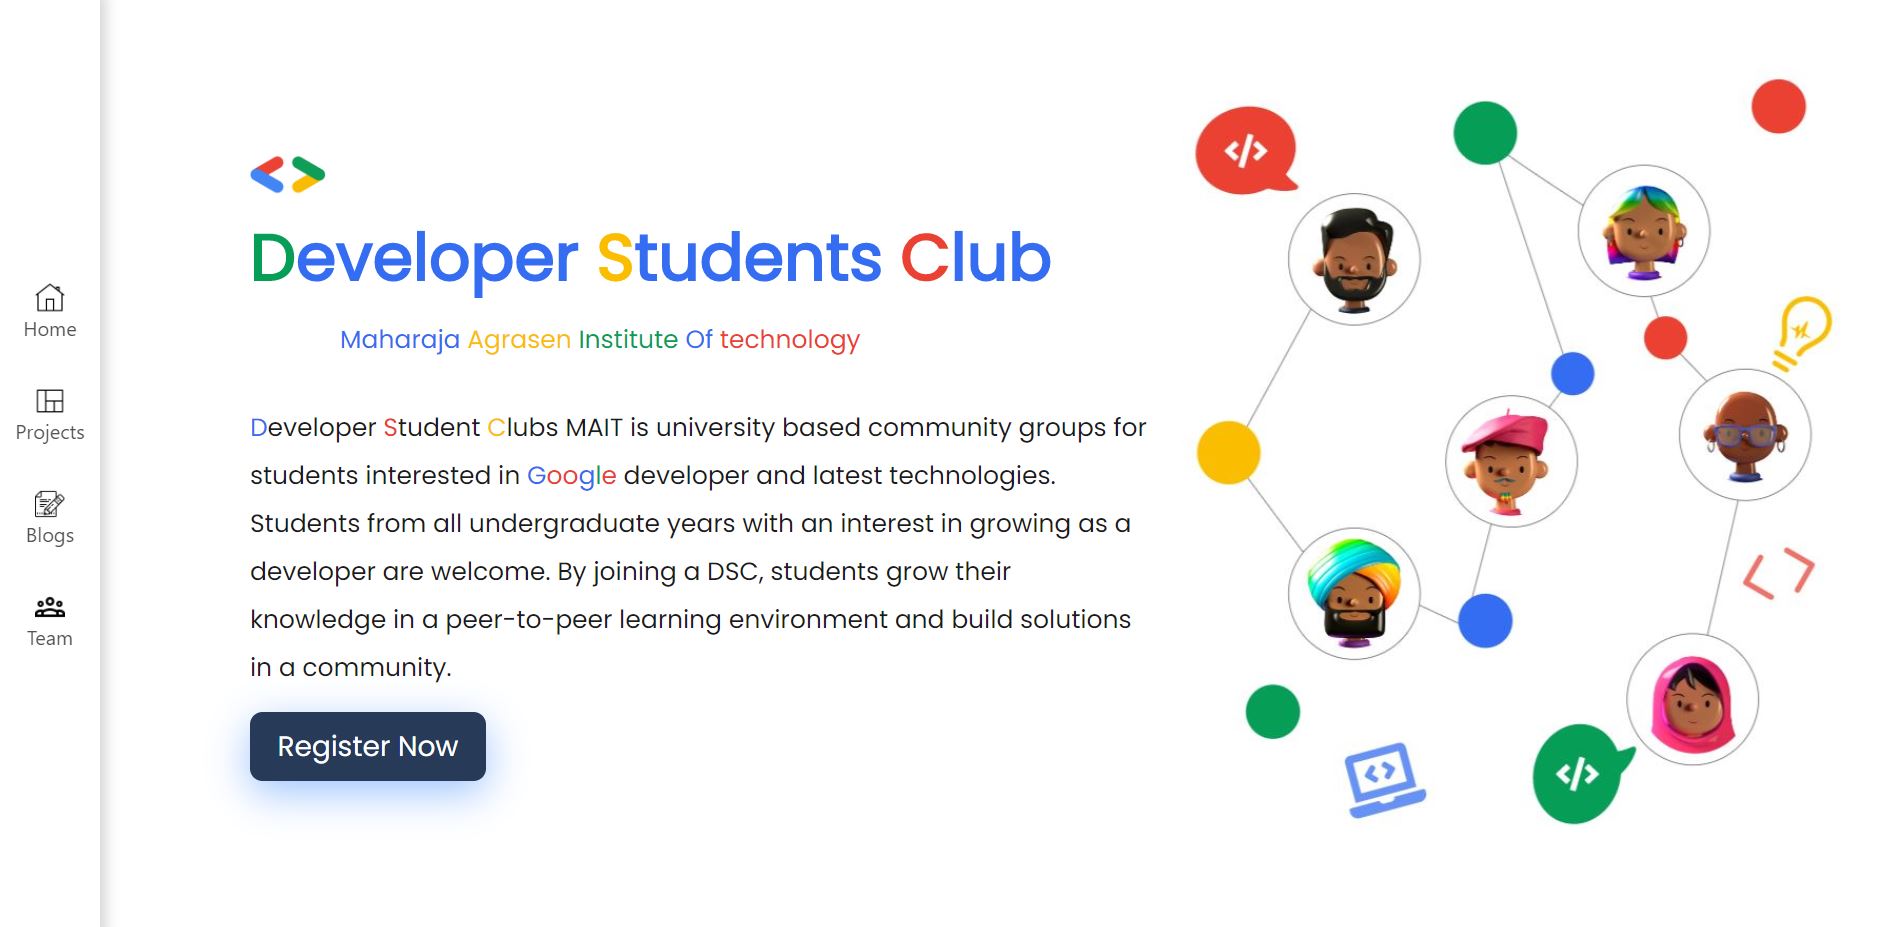 Home
Projects
Blogs
Team
Developer Students Club
Maharaja Agrasen Institute Of technology
Developer Student Clubs MAIT is university based community groups for
students interested in Google developer and latest technologies.
Students from all undergraduate years with an interest in growing as a
developer are welcome. By joining a DSC, students grow their
knowledge in a peer-to-peer learning environment and build solutions
in a community.
Register Now